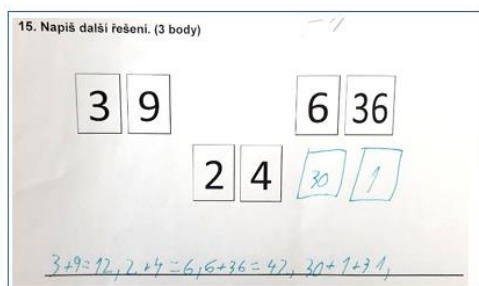 15. Napiš další řešení. (3 body)
3 9 6 36
2 4 30 1
3+9=12, 2+4=6, 6+36=42, 30+1+31,